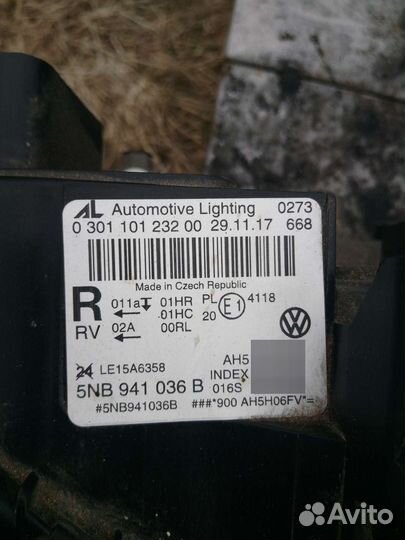 AL Automotive Lighting 0273
0 301 101 232 00 29.11.17 668
Made in Czech Republic
R 011a 01HR PL E1 4118
← 01HC 20
RV 02A ← 00RL
24 LE15A6358 AH5
INDEX
5NB 941 036 B 016S
#5NB941036B ###*900 AH5H06FV*=
Avito